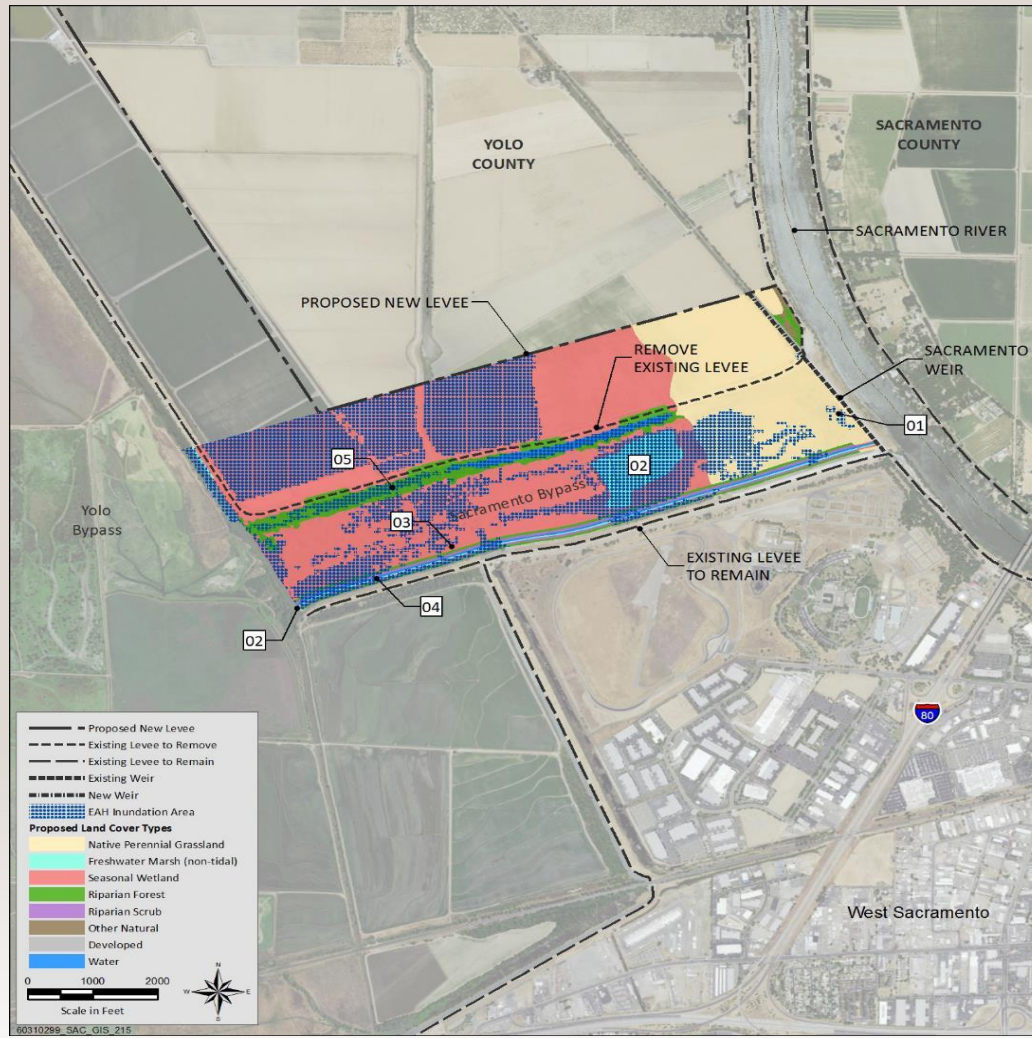 YOLO
COUNTY
SACRAMENTO
COUNTY
SACRAMENTO RIVER
PROPOSED NEW LEVEE
REMOVE
EXISTING LEVEE
SACRAMENTO
WEIR
01
05
02
Sacramento Bypass
Yolo
Bypass
03
EXISTING LEVEE
TO REMAIN
04
02
80
West Sacramento
Proposed New Levee
Existing Levee to Remove
Existing Levee to Remain
Existing Weir
New Weir
EAH Inundation Area
Proposed Land Cover Types
Native Perennial Grassland
Freshwater Marsh (non-tidal)
Seasonal Wetland
Riparian Forest
Riparian Scrub
Other Natural
Developed
Water
0 1000 2000
Scale in Feet
N
W E
S
60310299_SAC_GIS_215